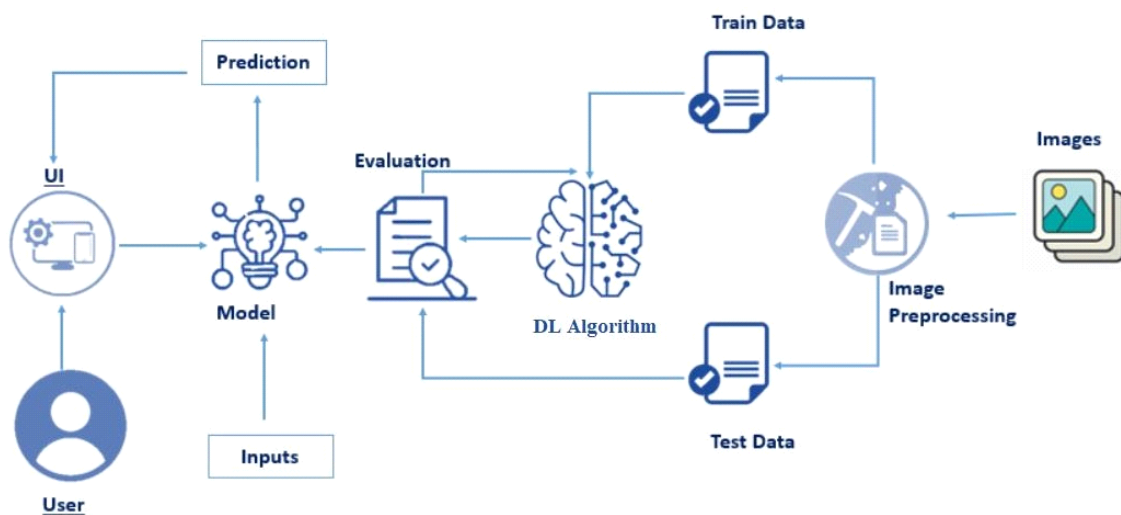 Train Data
Prediction
Images
Evaluation
UI
Image
Preprocessing
Model
DL Algorithm
Test Data
Inputs
User